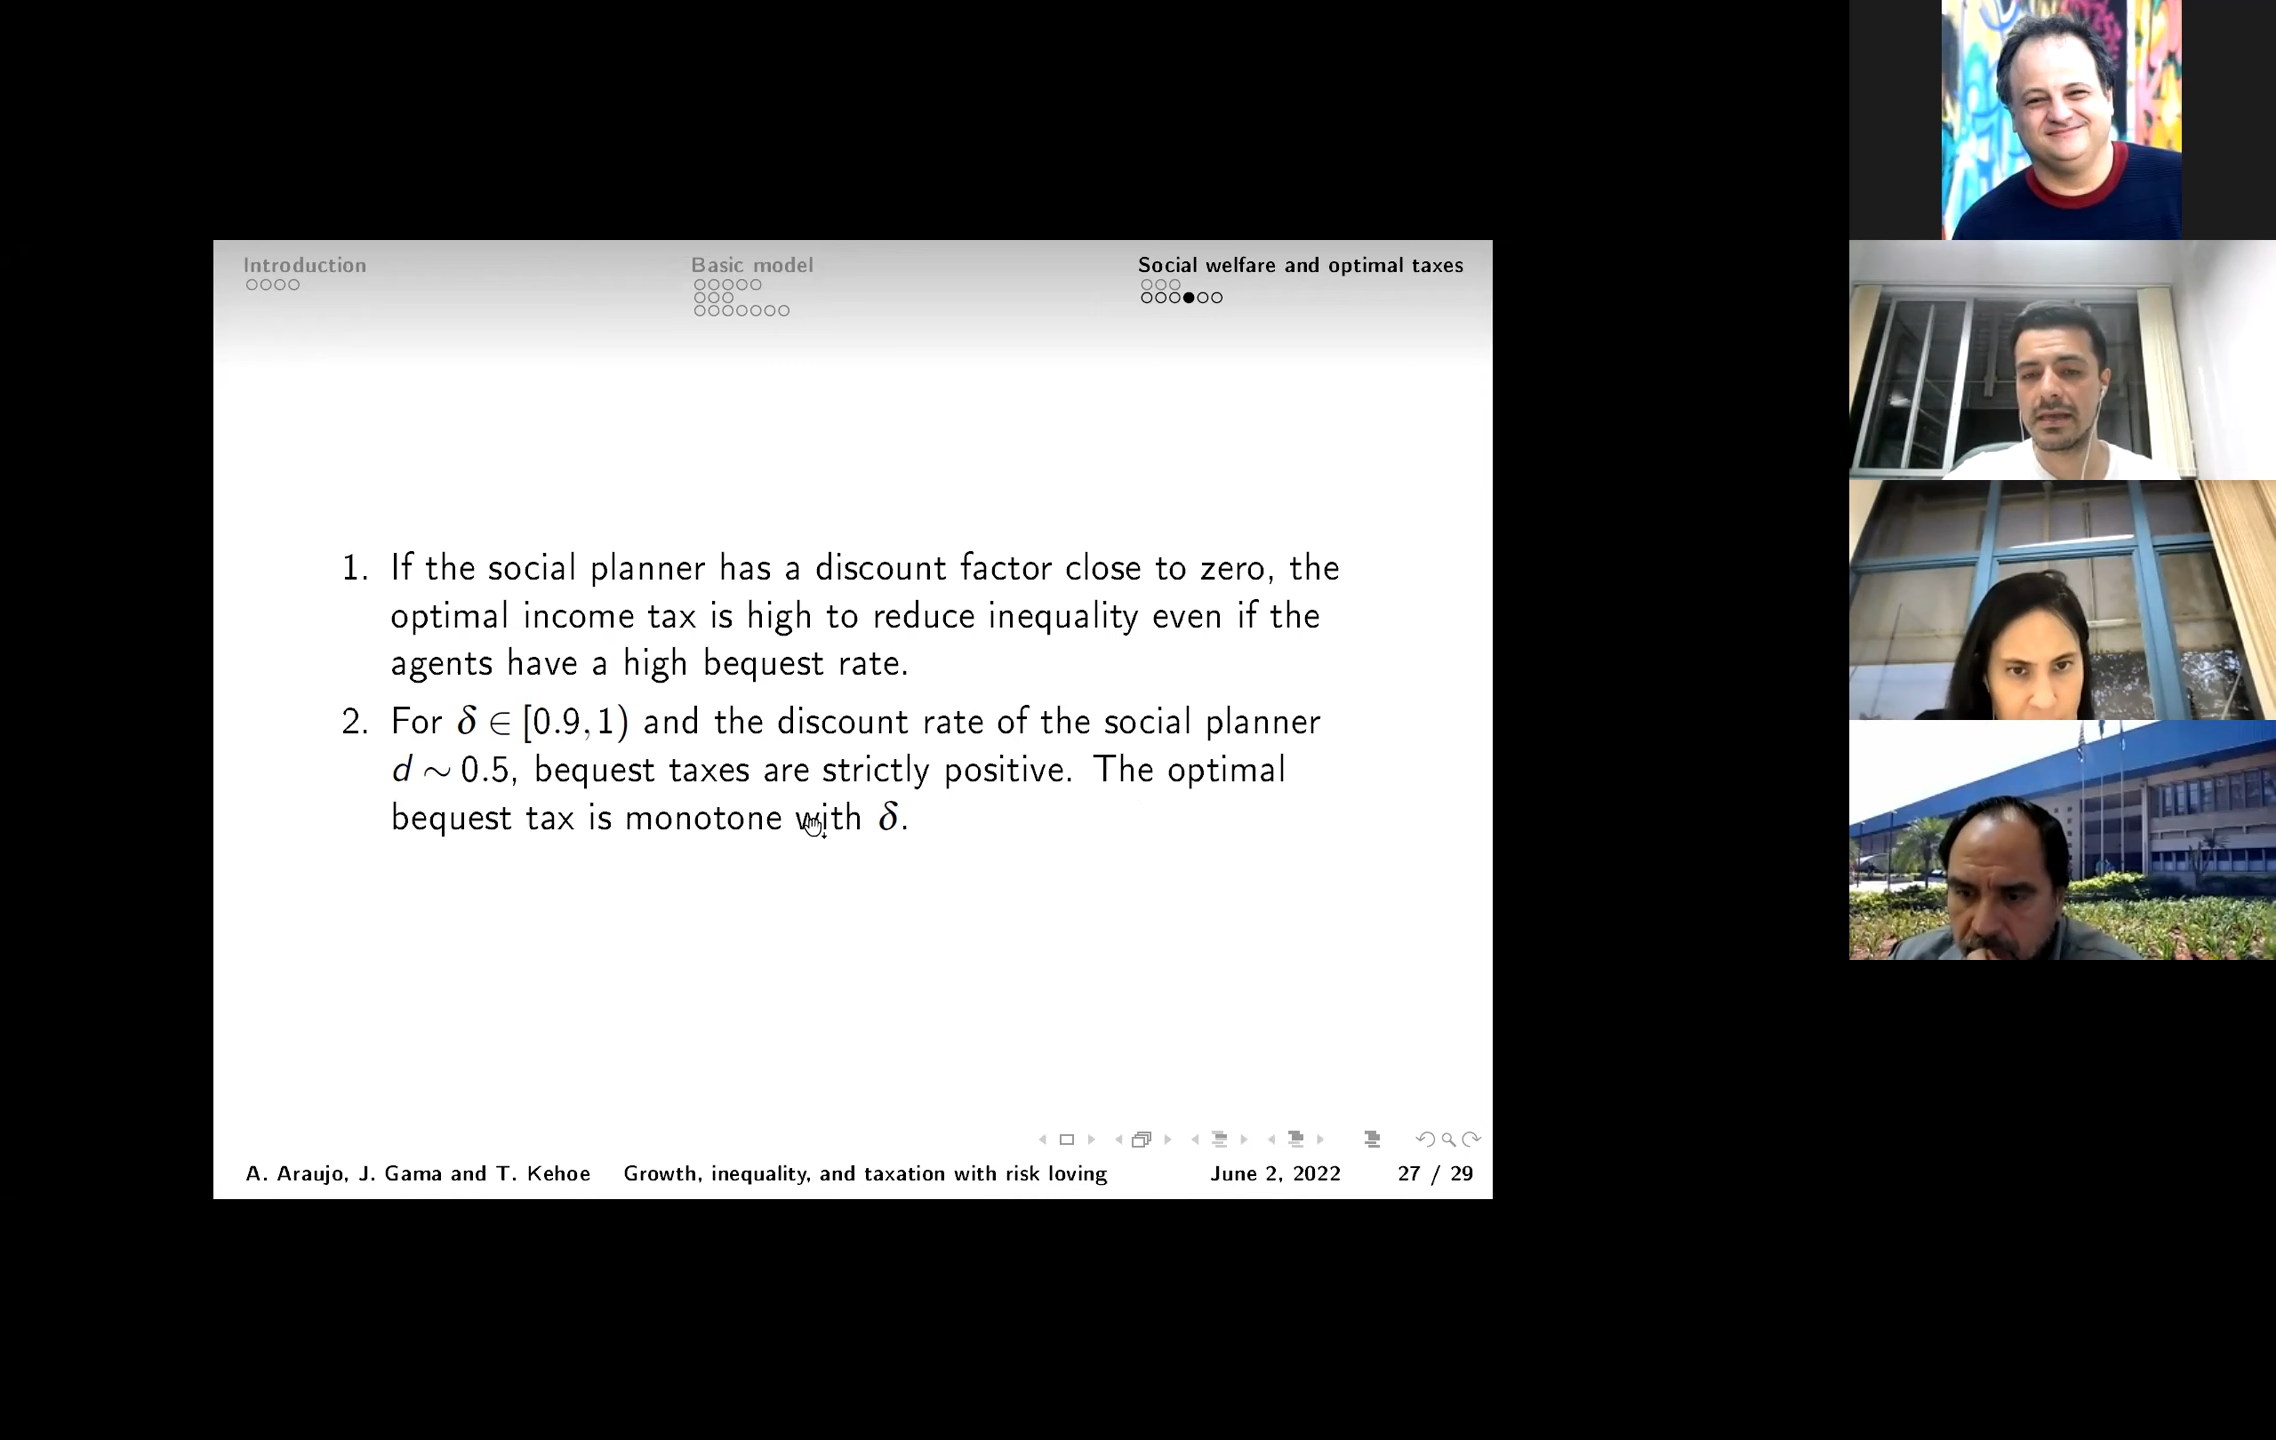 Introduction
Basic model
Social welfare and optimal taxes
1. If the social planner has a discount factor close to zero, the
optimal income tax is high to reduce inequality even if the
agents have a high bequest rate.
2. For δ ∈ [0.9, 1) and the discount rate of the social planner
d ∼ 0.5, bequest taxes are strictly positive. The optimal
bequest tax is monotone with δ.
A. Araujo, J. Gama and T. Kehoe Growth, inequality, and taxation with risk loving June 2, 2022 27 / 29